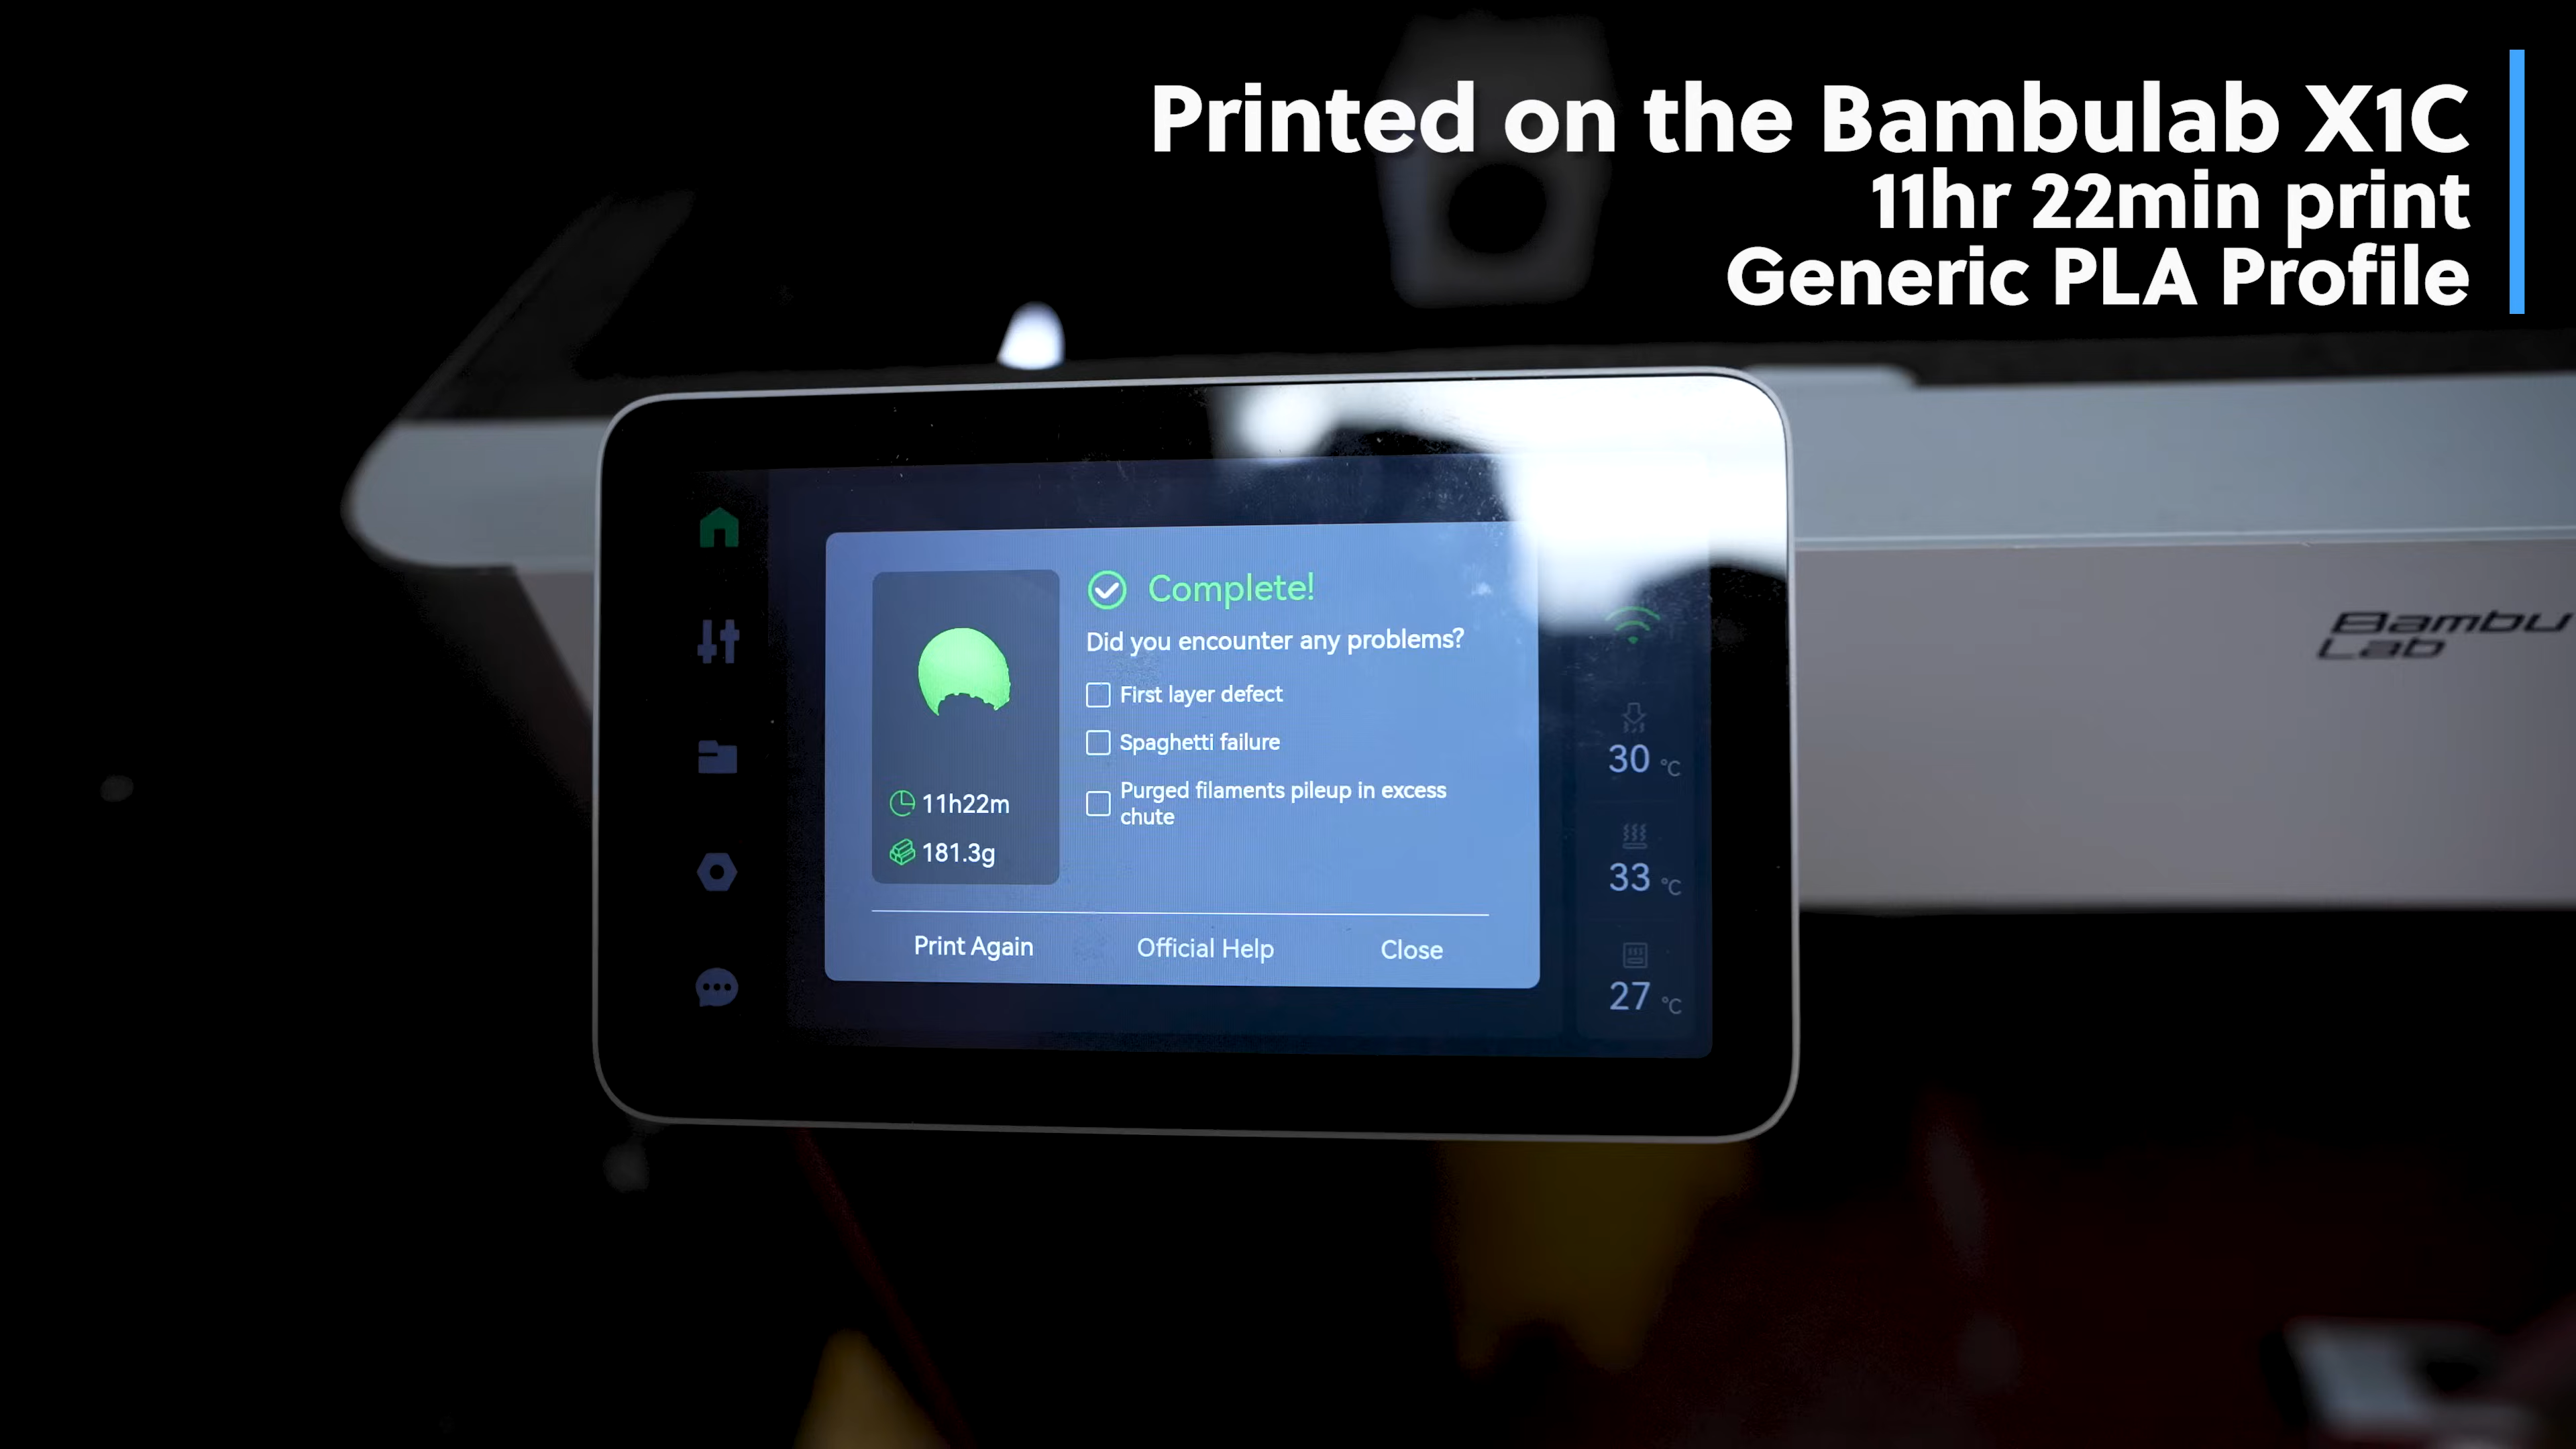 Printed on the Bambulab X1C
11hr 22min print
Generic PLA Profile
Complete!
Did you encounter any problems?
First layer defect
Spaghetti failure
Purged filaments pileup in excess
chute
11h22m
181.3g
Print Again
Official Help
Close
30 °C
33 °C
27 °C
Bambu
Lab